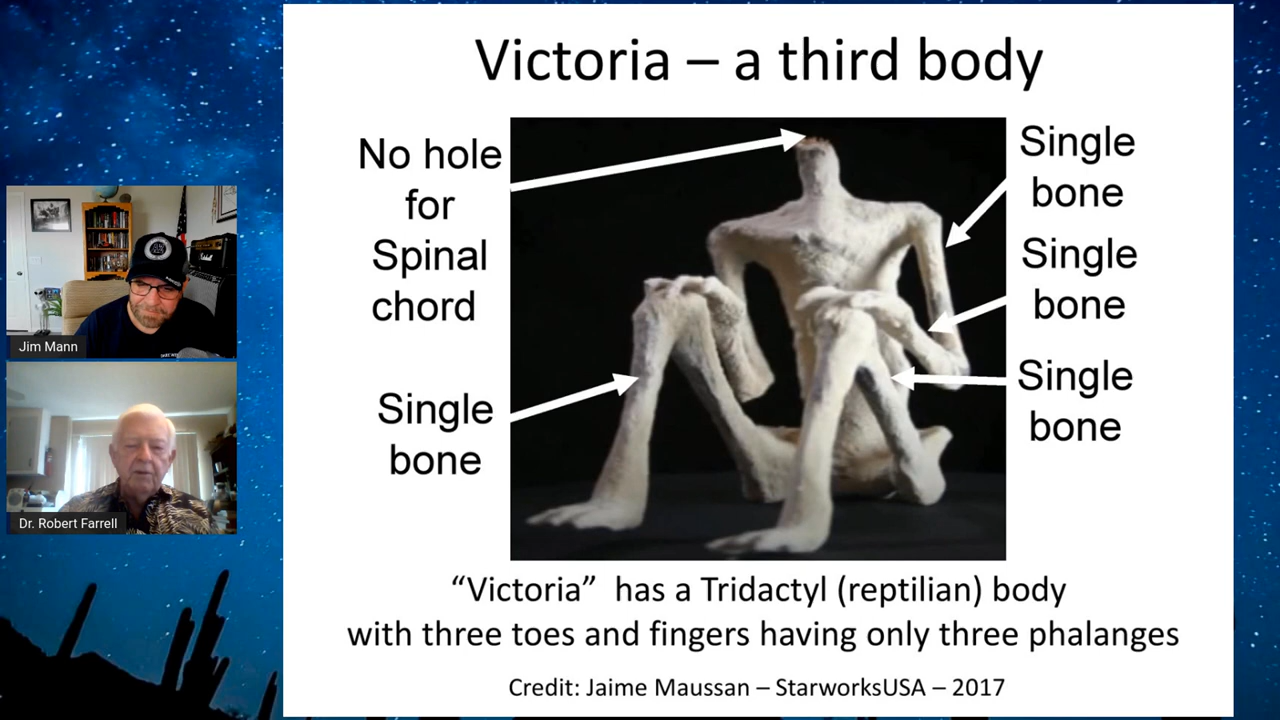 Victoria – a third body
No hole
for
Spinal
chord
Single
bone
Single
bone
Single
bone
Single
bone
“Victoria”  has a Tridactyl (reptilian) body
with three toes and fingers having only three phalanges
Credit: Jaime Maussan – StarworksUSA – 2017
Jim Mann
Dr. Robert Farrell